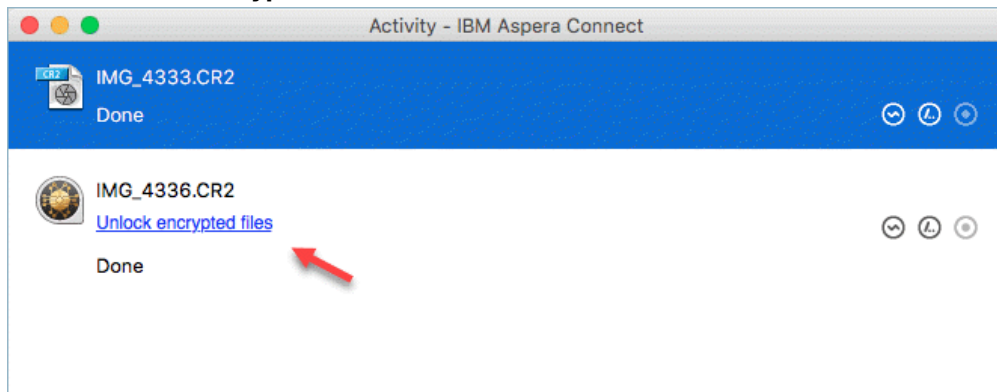 Activity - IBM Aspera Connect
CR2
IMG_4333.CR2
Done
IMG_4336.CR2
Unlock encrypted files
Done